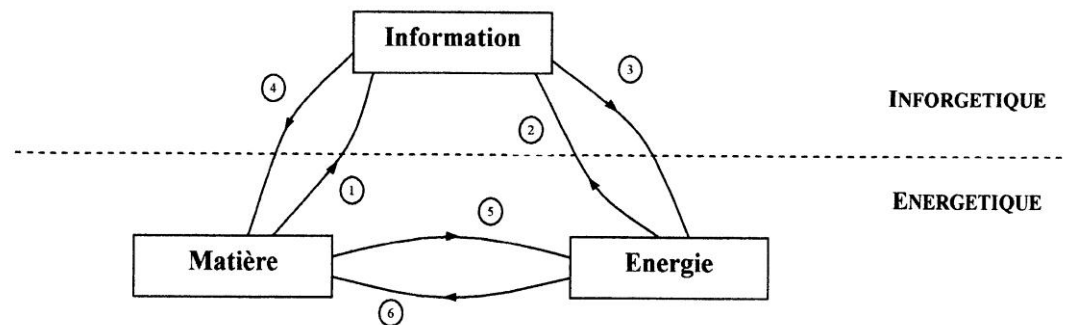 Information
4
3
INFORGETIQUE
2
1
ENERGETIQUE
5
Matière
Energie
6